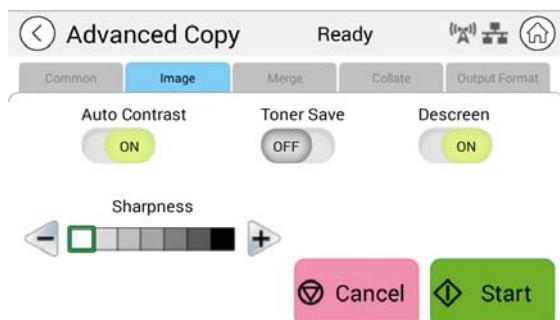 Advanced Copy Ready
Common Image Merge Collate Output Format
Auto Contrast Toner Save Descreen
ON OFF ON
Sharpness
- +
Cancel Start